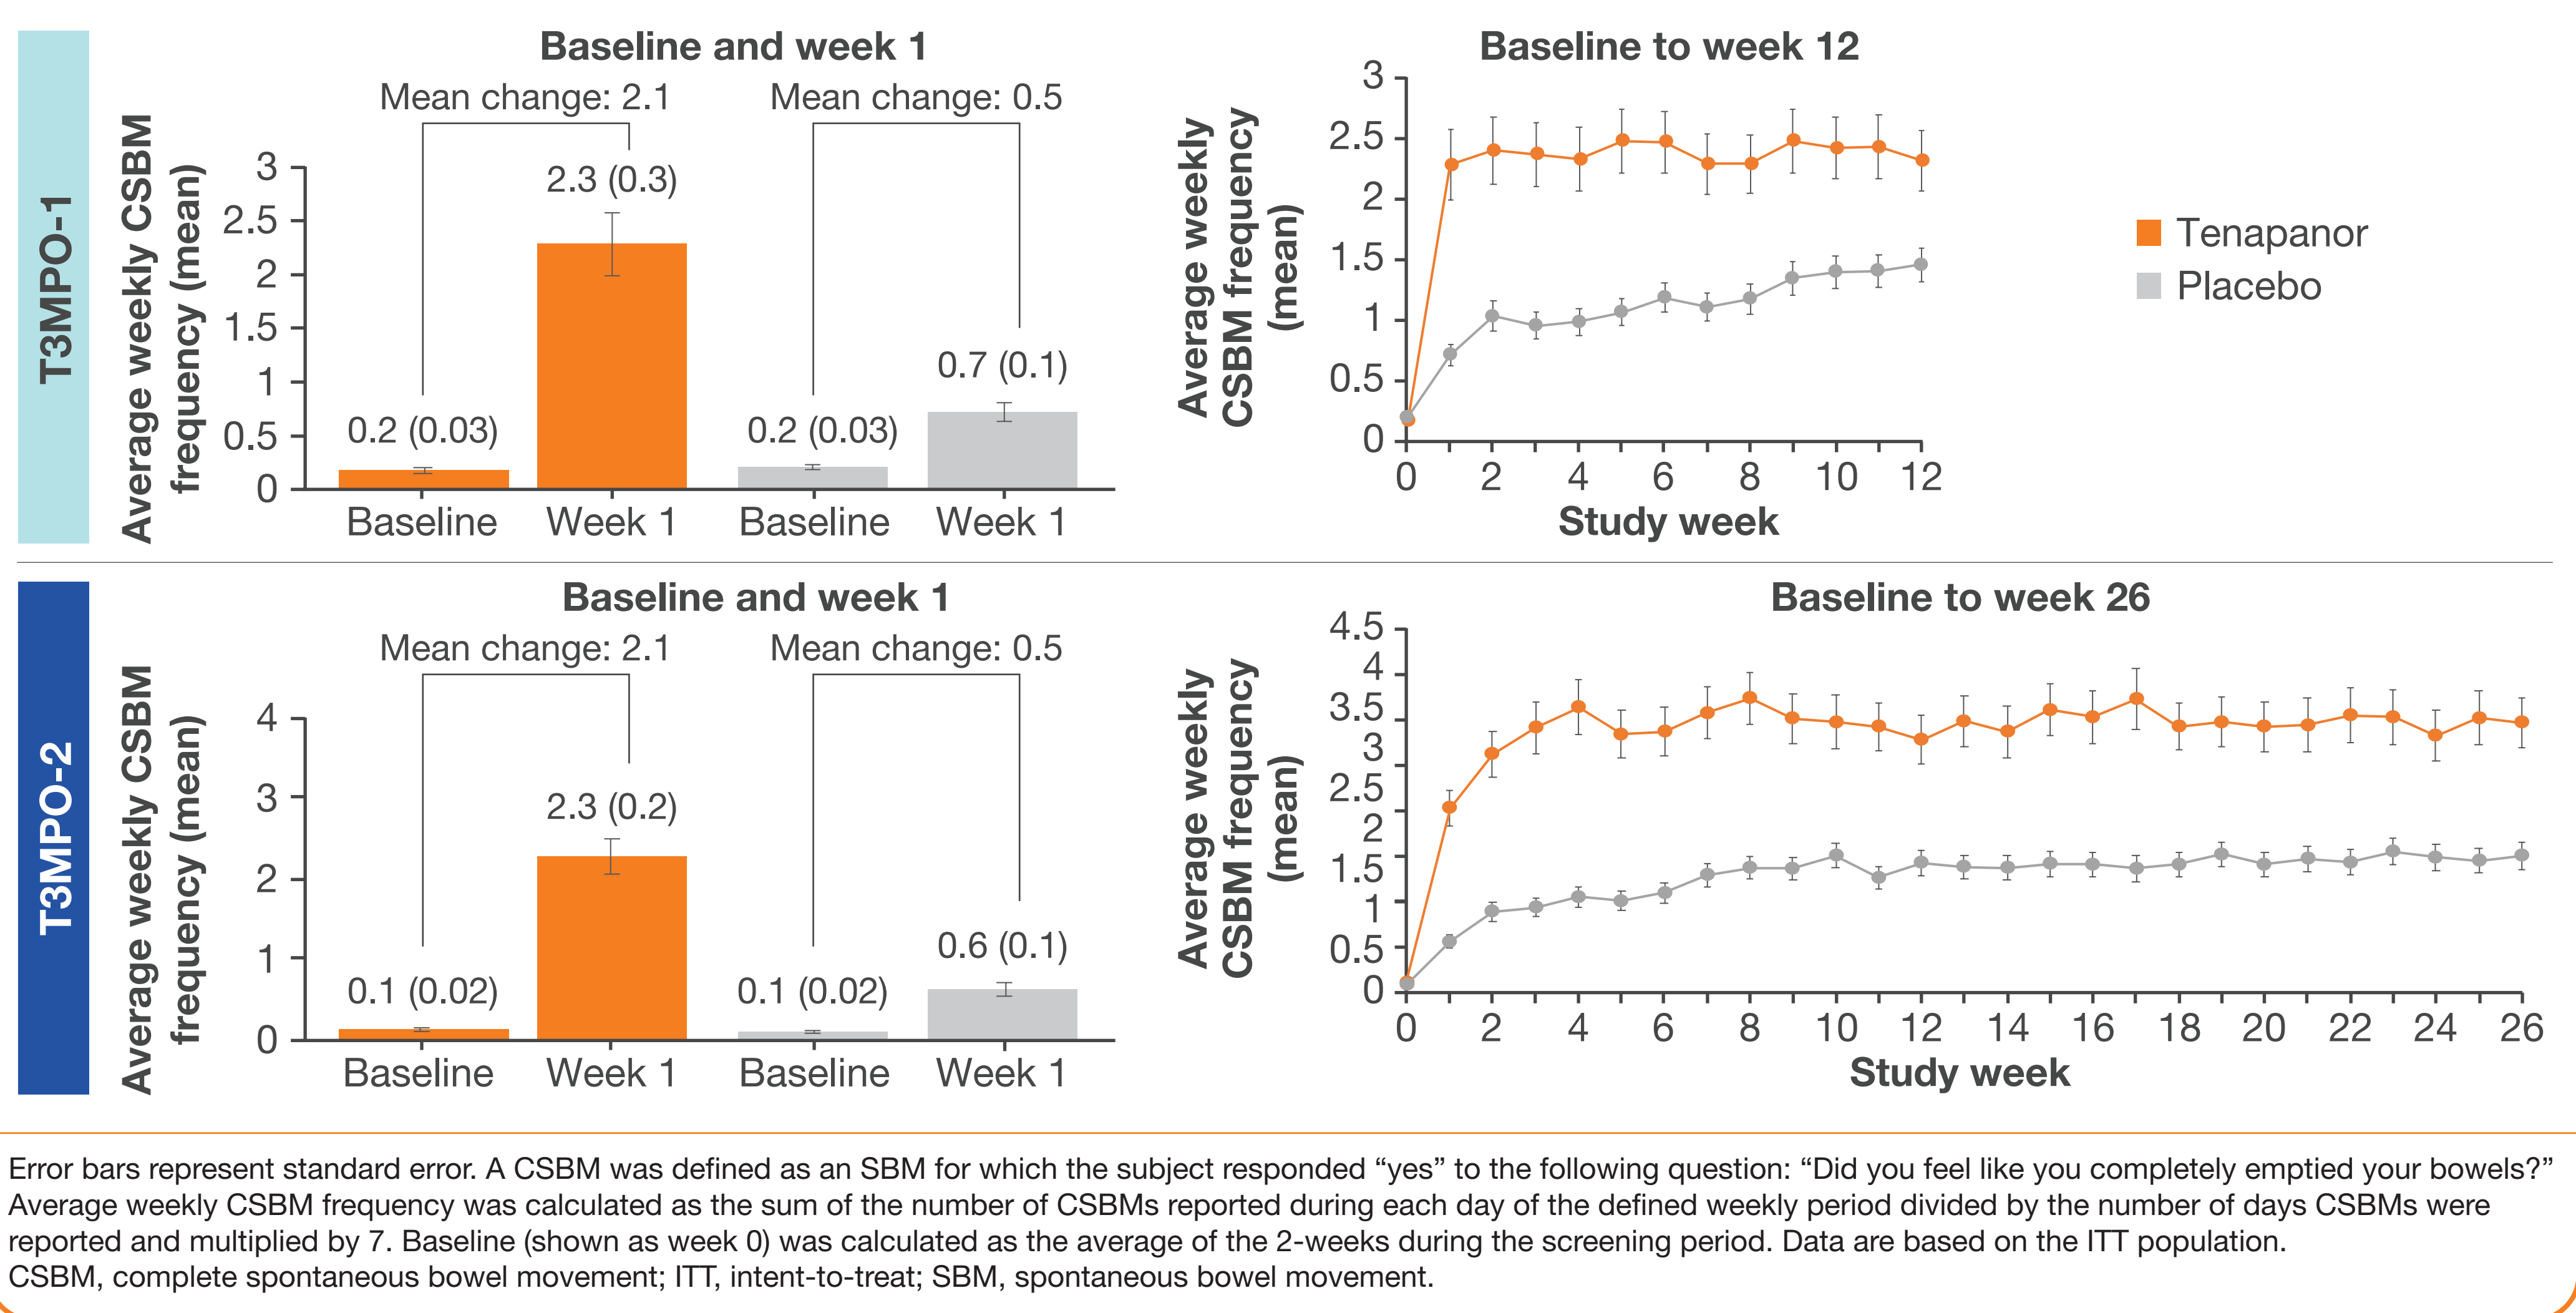 T3MPO-1
Baseline and week 1
Mean change: 2.1
Mean change: 0.5
Average weekly CSBM
frequency (mean)
3
2.5
2
1.5
1
0.5
0
0.2 (0.03)
2.3 (0.3)
0.2 (0.03)
0.7 (0.1)
Baseline
Week 1
Baseline
Week 1
Baseline to week 12
Average weekly
CSBM frequency
(mean)
3
2.5
2
1.5
1
0.5
0
0 2 4 6 8 10 12
Study week
Tenapanor
Placebo
T3MPO-2
Baseline and week 1
Mean change: 2.1
Mean change: 0.5
Average weekly CSBM
frequency (mean)
4
3
2
1
0
0.1 (0.02)
2.3 (0.2)
0.1 (0.02)
0.6 (0.1)
Baseline
Week 1
Baseline
Week 1
Baseline to week 26
Average weekly
CSBM frequency
(mean)
4.5
4
3.5
3
2.5
2
1.5
1
0.5
0
0 2 4 6 8 10 12 14 16 18 20 22 24 26
Study week
Error bars represent standard error. A CSBM was defined as an SBM for which the subject responded “yes” to the following question: “Did you feel like you completely emptied your bowels?”
Average weekly CSBM frequency was calculated as the sum of the number of CSBMs reported during each day of the defined weekly period divided by the number of days CSBMs were
reported and multiplied by 7. Baseline (shown as week 0) was calculated as the average of the 2-weeks during the screening period. Data are based on the ITT population.
CSBM, complete spontaneous bowel movement; ITT, intent-to-treat; SBM, spontaneous bowel movement.